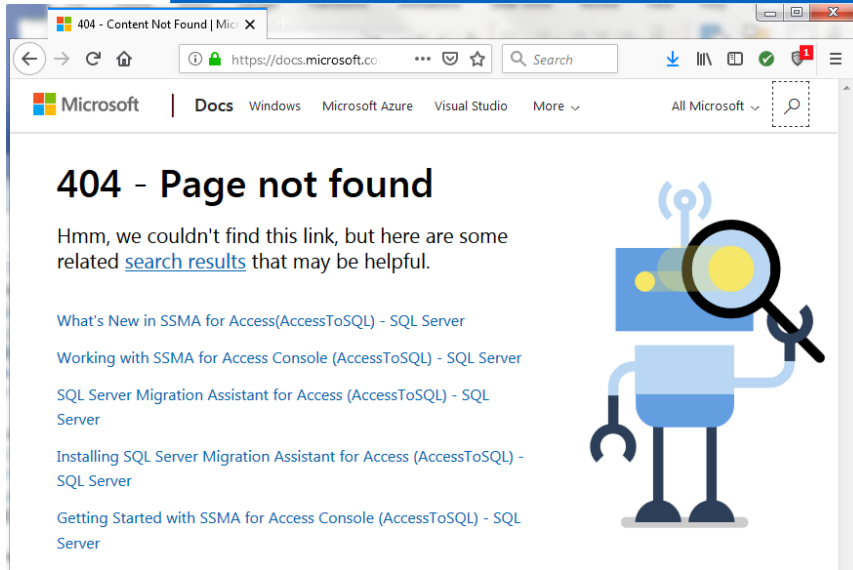 404 - Content Not Found | Micr
https://docs.microsoft.co
Search
1
Microsoft
Docs
Windows
Microsoft Azure
Visual Studio
More
All Microsoft
404 - Page not found
Hmm, we couldn't find this link, but here are some
related search results that may be helpful.
What's New in SSMA for Access(AccessToSQL) - SQL Server
Working with SSMA for Access Console (AccessToSQL) - SQL Server
SQL Server Migration Assistant for Access (AccessToSQL) - SQL
Server
Installing SQL Server Migration Assistant for Access (AccessToSQL) -
SQL Server
Getting Started with SSMA for Access Console (AccessToSQL) - SQL
Server